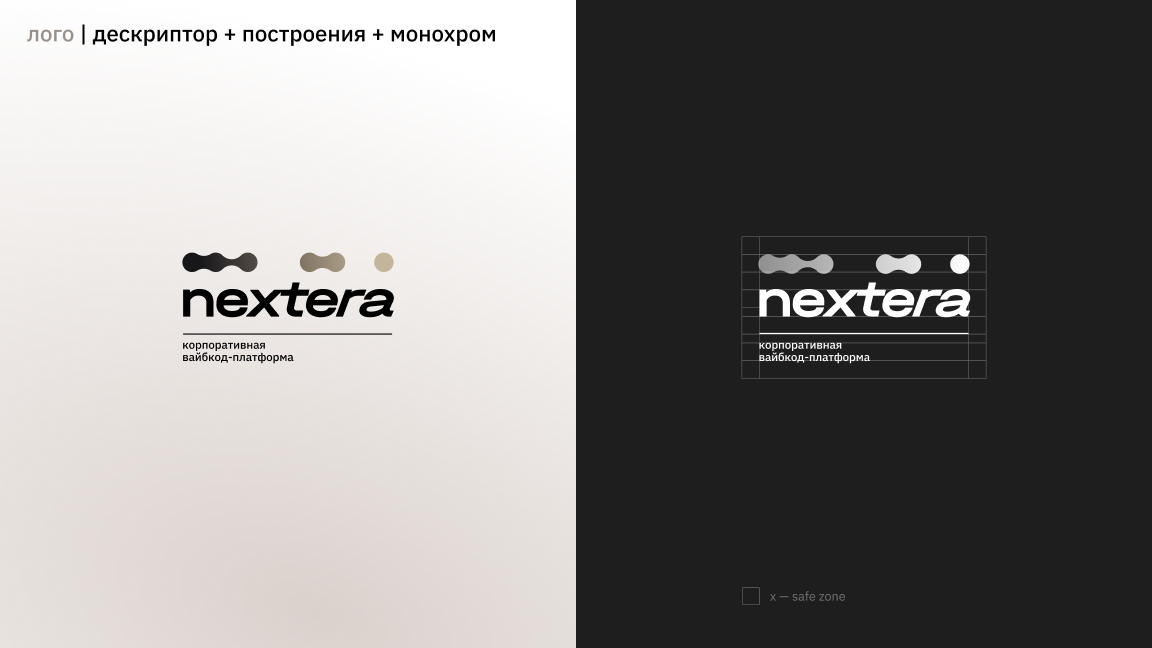 лого | дескриптор + построения + монохром
nextera
корпоративная
вайбкод-платформа
nextera
корпоративная
вайбкод-платформа
x — safe zone